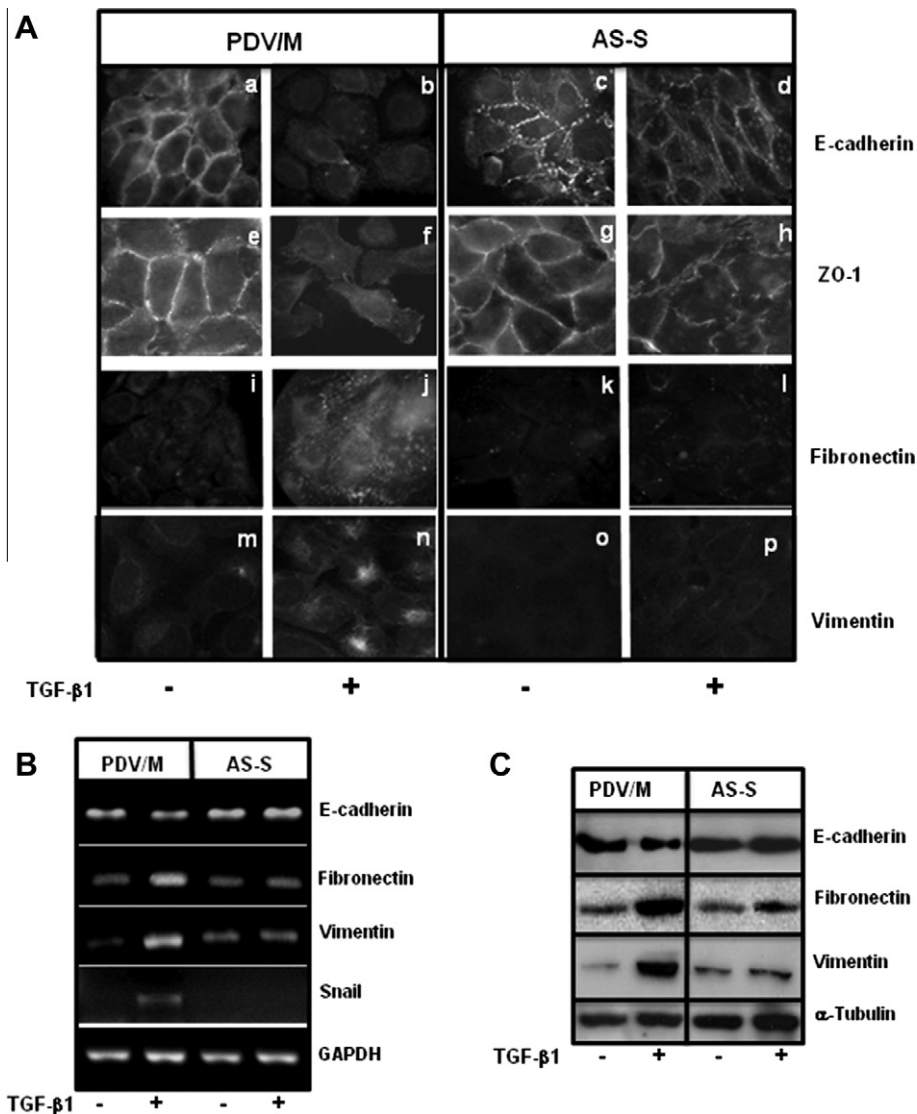 A
PDV/M AS-S
a b c d E-cadherin
e f g h ZO-1
i j k l Fibronectin
m n o p Vimentin
TGF-β1 - + - +
B
PDV/M AS-S
E-cadherin
Fibronectin
Vimentin
Snail
GAPDH
TGF-β1 - + - +
C
PDV/M AS-S
E-cadherin
Fibronectin
Vimentin
α-Tubulin
TGF-β1 - + - +